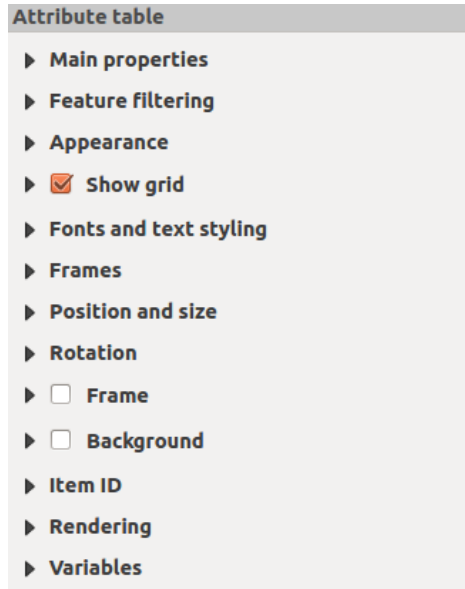 Attribute table
Main properties
Feature filtering
Appearance
Show grid
Fonts and text styling
Frames
Position and size
Rotation
Frame
Background
Item ID
Rendering
Variables